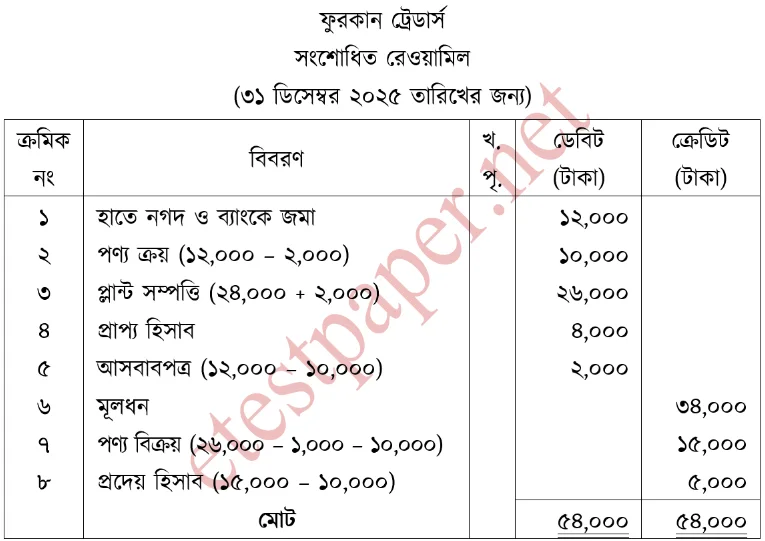 ফুরকান ট্রেডার্স
সংশোধিত রেওয়ামিল
(৩১ ডিসেম্বর ২০২৫ তারিখের জন্য)
ক্রমিক নং বিবরণ খ. পৃ. ডেবিট (টাকা) ক্রেডিট (টাকা)
১ হাতে নগদ ও ব্যাংকে জমা ১২,০০০
২ পণ্য ক্রয় (১২,০০০ – ২,০০০) ১০,০০০
৩ প্লান্ট সম্পত্তি (২৪,০০০ + ২,০০০) ২৬,০০০
৪ প্রাপ্য হিসাব ৪,০০০
৫ আসবাবপত্র (১২,০০০ – ১০,০০০) ২,০০০
৬ মূলধন ৩৪,০০০
৭ পণ্য বিক্রয় (২৬,০০০ – ১,০০০ – ১০,০০০) ১৫,০০০
৮ প্রদেয় হিসাব (১৫,০০০ – ১০,০০০) ৫,০০০
মোট ৫৪,০০০ ৫৪,০০০
etestpaper.net